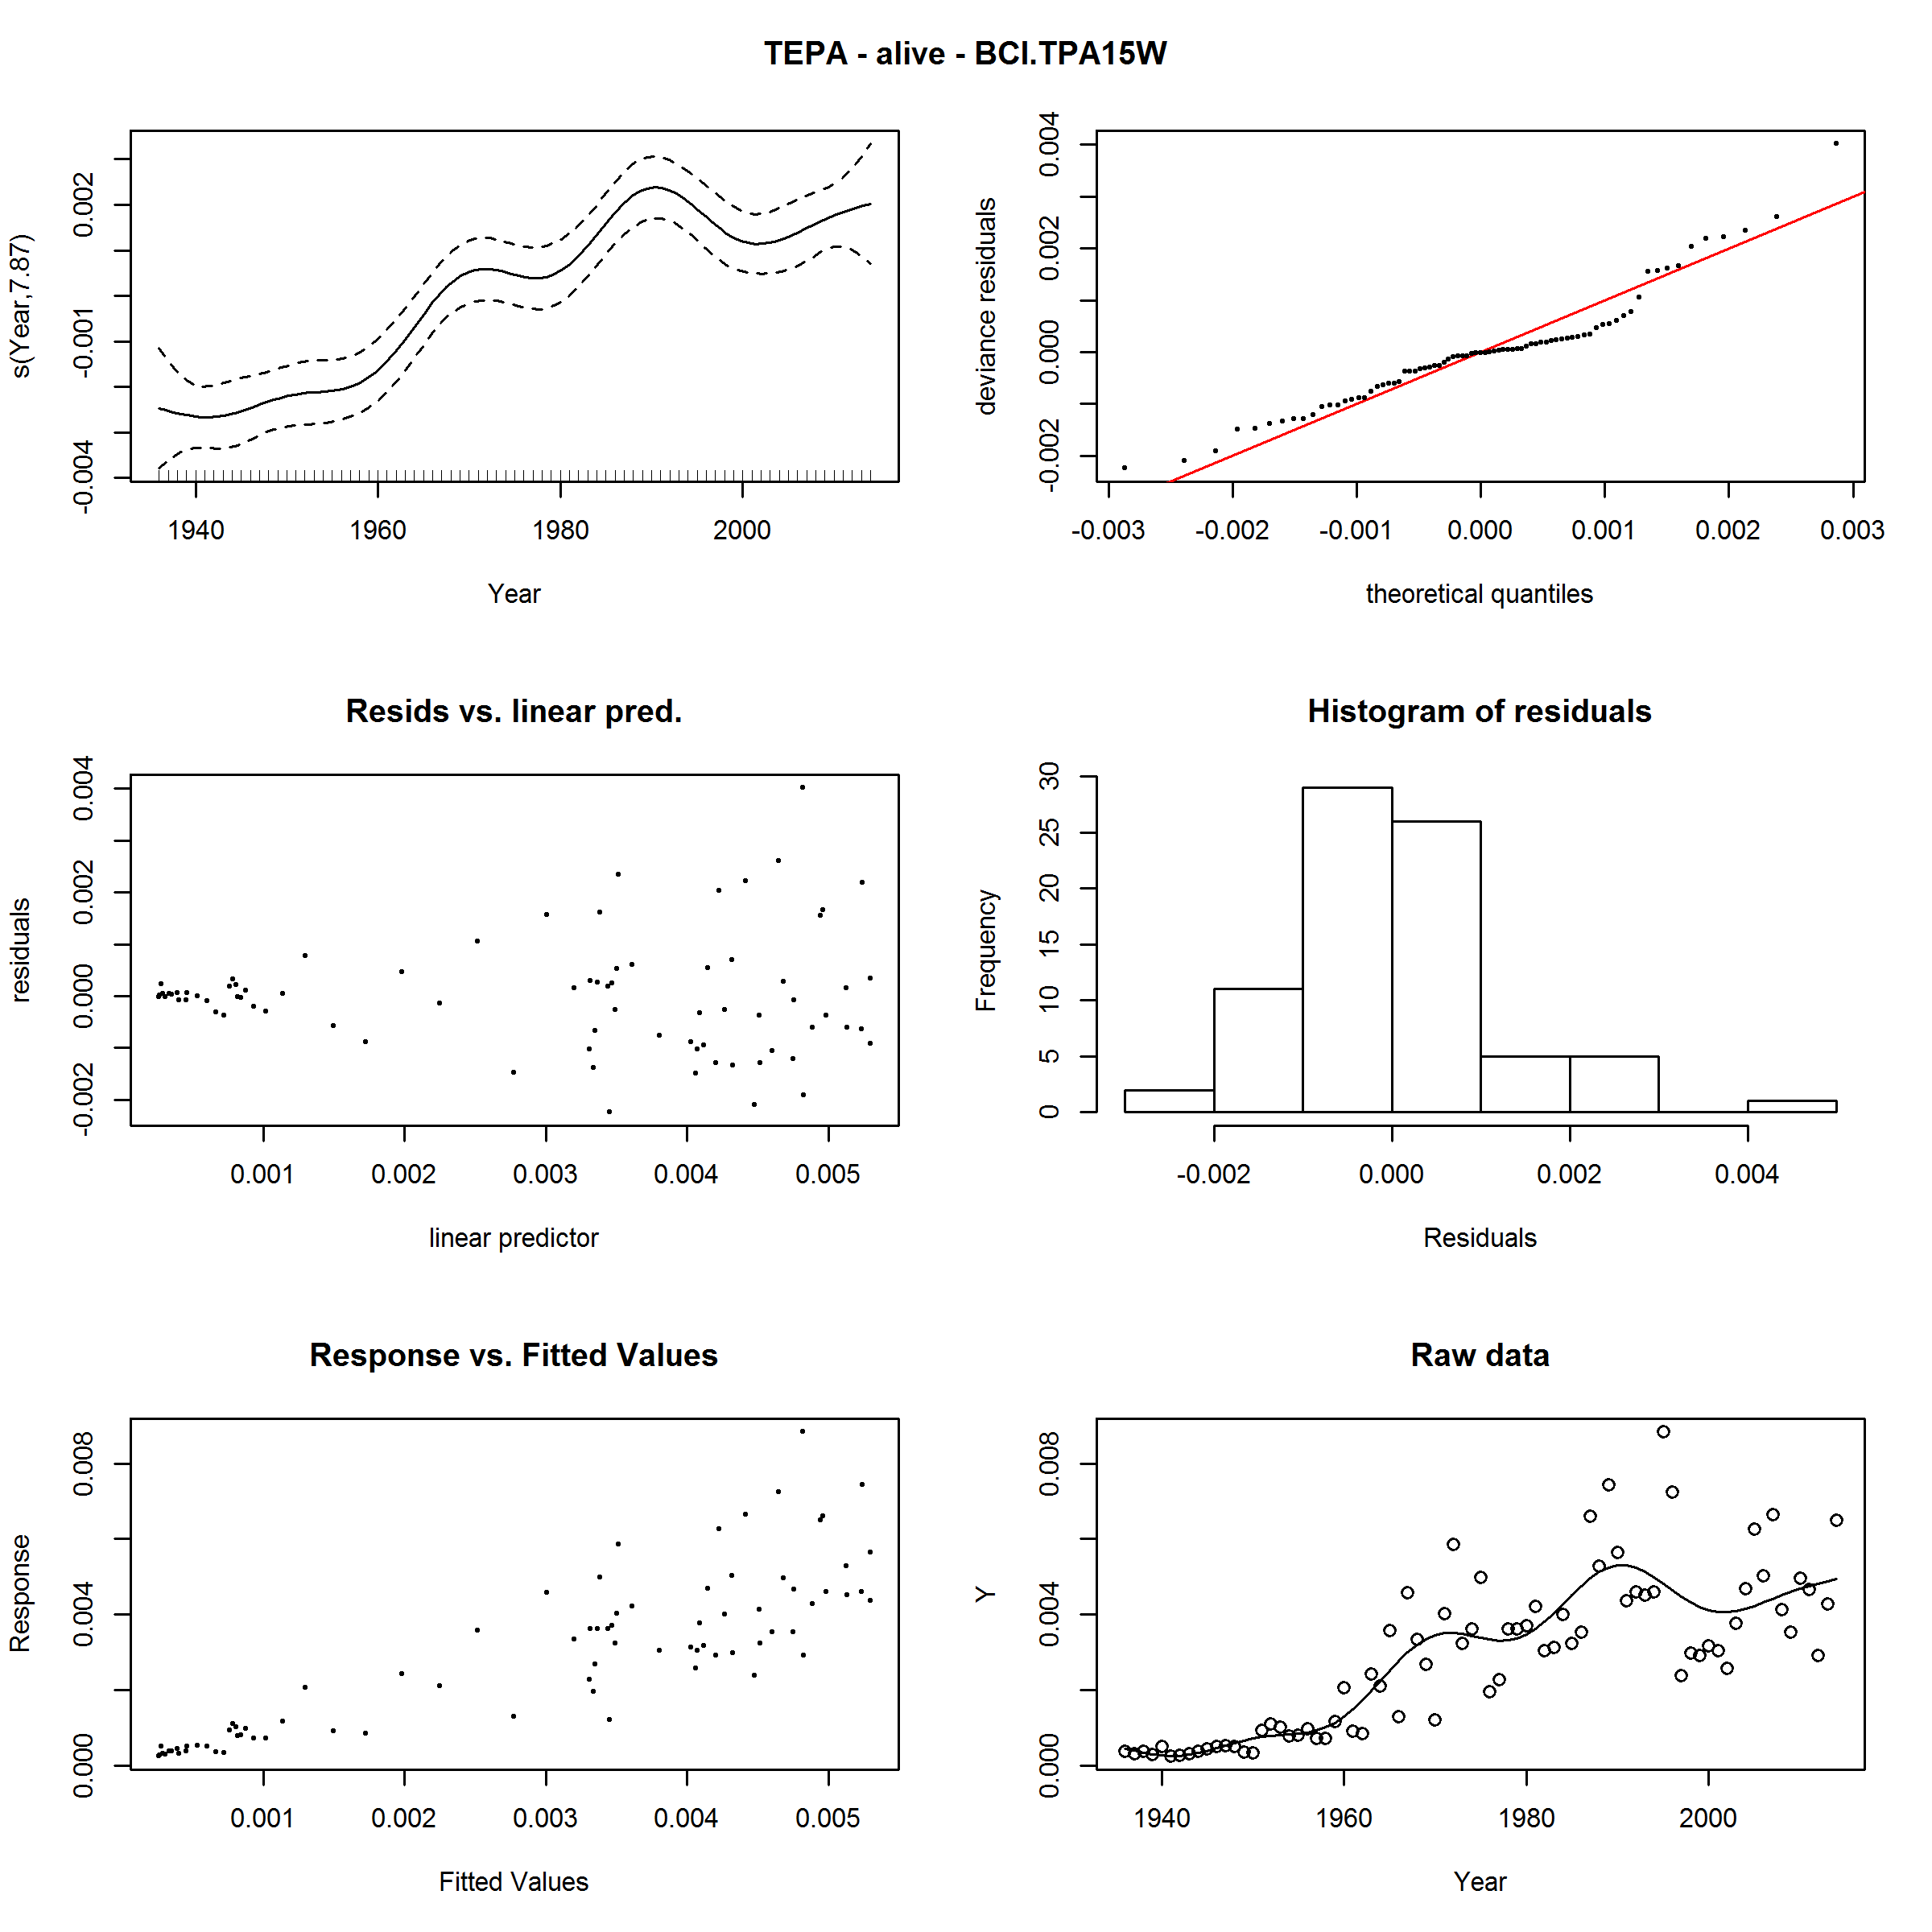 TEPA - alive - BCI.TPA15W
s(Year,7.87)
0.002
-0.001
-0.004
1940 1960 1980 2000
Year
deviance residuals
0.004
0.002
0.000
-0.002
-0.003 -0.002 -0.001 0.000 0.001 0.002 0.003
theoretical quantiles
Resids vs. linear pred.
residuals
0.004
0.002
0.000
-0.002
0.001 0.002 0.003 0.004 0.005
linear predictor
Histogram of residuals
Frequency
30
25
20
15
10
5
0
-0.002 0.000 0.002 0.004
Residuals
Response vs. Fitted Values
Response
0.008
0.004
0.000
0.001 0.002 0.003 0.004 0.005
Fitted Values
Raw data
Y
0.008
0.004
0.000
1940 1960 1980 2000
Year